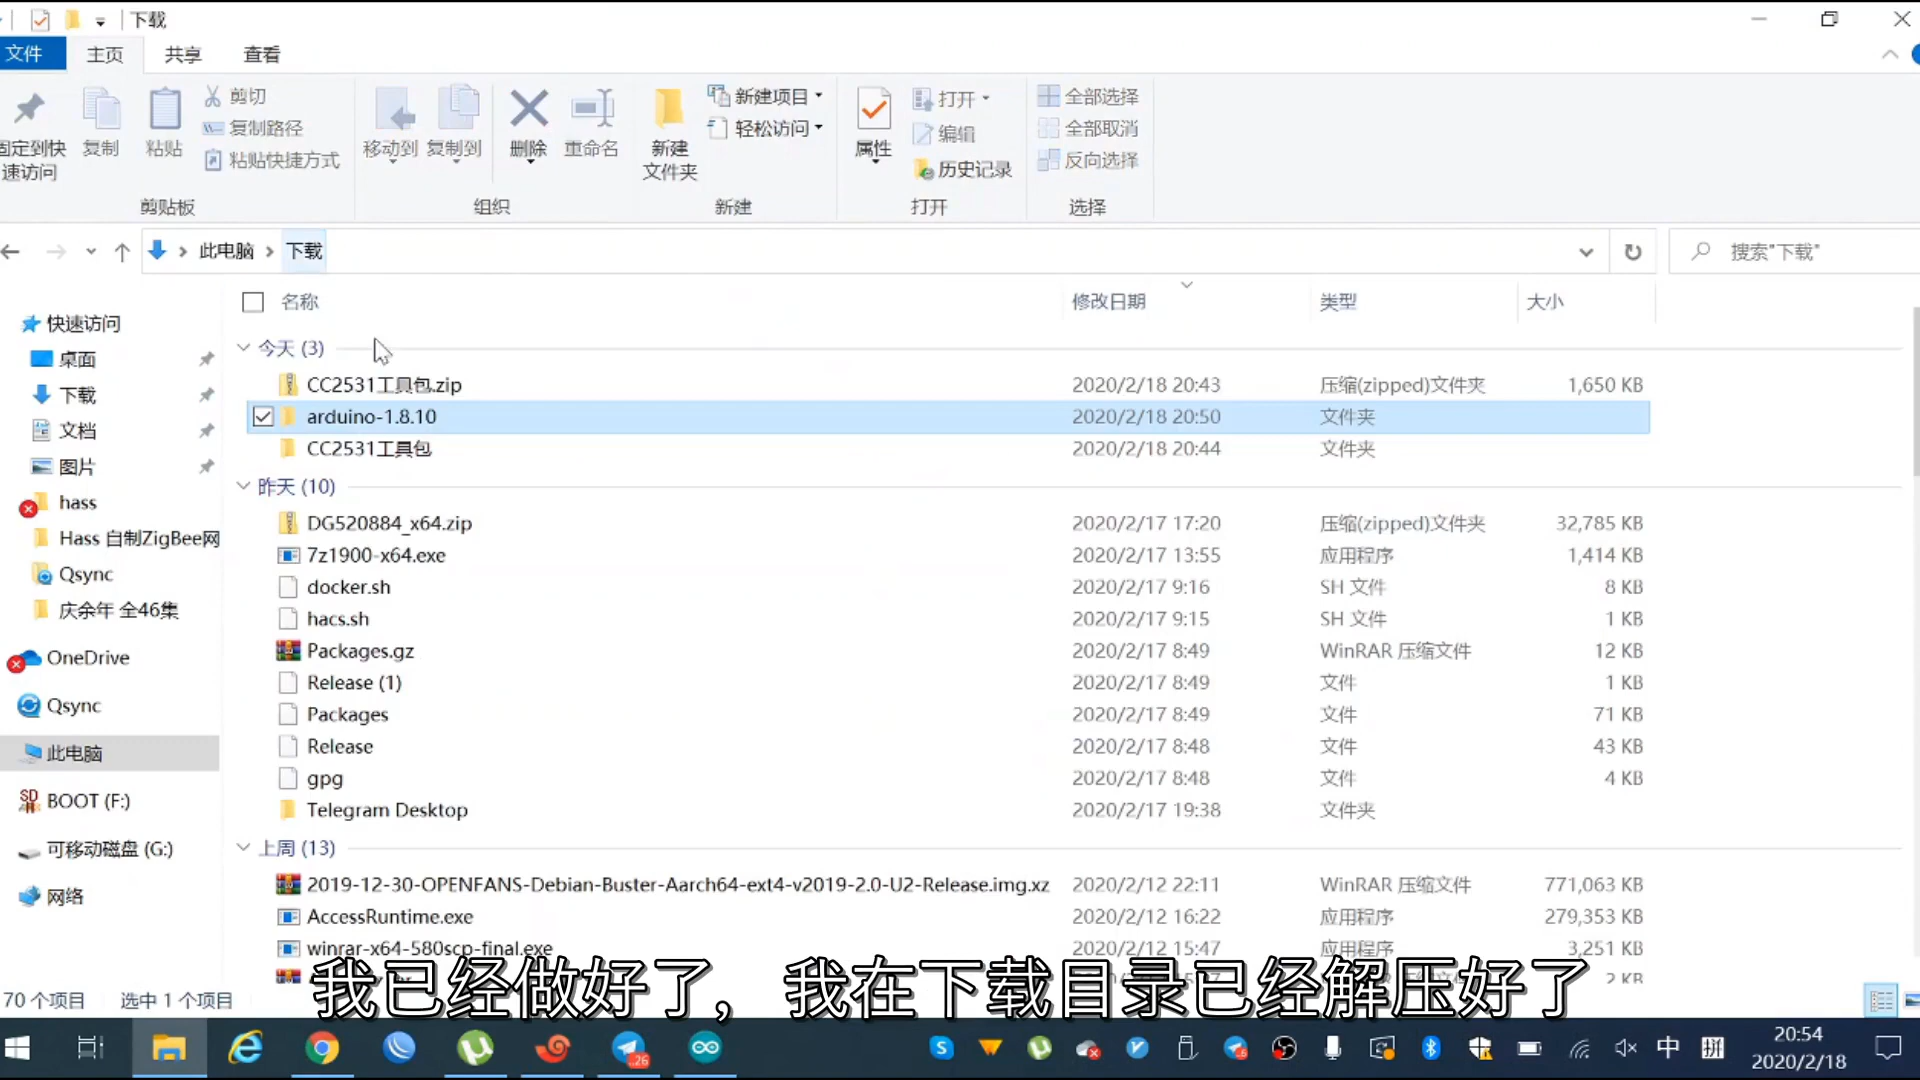 下载
文件 主页 共享 查看
固定到快速访问 复制 粘贴 剪切 复制路径 粘贴快捷方式 移动到 复制到 删除 重命名 新建文件夹 新建项目 轻松访问 属性 打开 编辑 历史记录 全部选择 全部取消 反向选择
剪贴板 组织 新建 打开 选择
此电脑 下载 搜索"下载"
名称 修改日期 类型 大小
快速访问
桌面
下载
文档
图片
hass
Hass 自制ZigBee网
Qsync
庆余年 全46集
OneDrive
Qsync
此电脑
BOOT (F:)
可移动磁盘 (G:)
网络
今天 (3)
CC2531工具包.zip 2020/2/18 20:43 压缩(zipped)文件夹 1,650 KB
arduino-1.8.10 2020/2/18 20:50 文件夹
CC2531工具包 2020/2/18 20:44 文件夹
昨天 (10)
DG520884_x64.zip 2020/2/17 17:20 压缩(zipped)文件夹 32,785 KB
7z1900-x64.exe 2020/2/17 13:55 应用程序 1,414 KB
docker.sh 2020/2/17 9:16 SH 文件 8 KB
hacs.sh 2020/2/17 9:15 SH 文件 1 KB
Packages.gz 2020/2/17 8:49 WinRAR 压缩文件 12 KB
Release (1) 2020/2/17 8:49 文件 1 KB
Packages 2020/2/17 8:49 文件 71 KB
Release 2020/2/17 8:48 文件 43 KB
gpg 2020/2/17 8:48 文件 4 KB
Telegram Desktop 2020/2/17 19:38 文件夹
上周 (13)
2019-12-30-OPENFANS-Debian-Buster-Aarch64-ext4-v2019-2.0-U2-Release.img.xz 2020/2/12 22:11 WinRAR 压缩文件 771,063 KB
AccessRuntime.exe 2020/2/12 16:22 应用程序 279,353 KB
winrar-x64-580scp-final.exe 2020/2/12 15:47 应用程序 3,251 KB
2 KB
我已经做好了，我在下载目录已经解压好了
70 个项目 选中 1 个项目
中 拼 20:54
2020/2/18